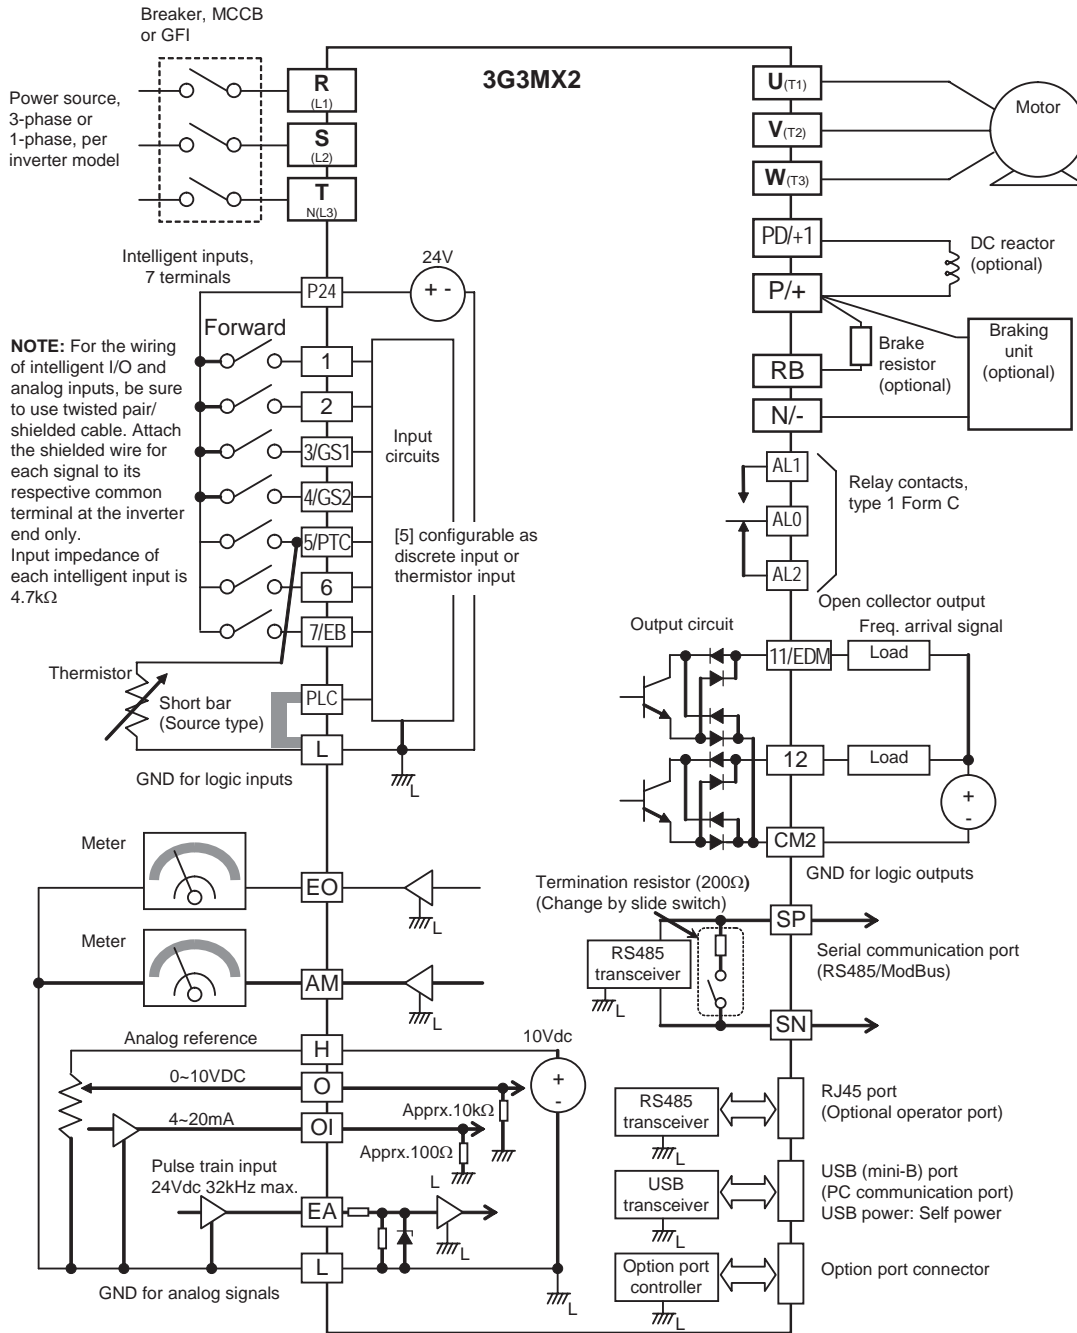 Breaker, MCCB
or GFI
3G3MX2
Power source,
3-phase or
1-phase, per
inverter model
R
(L1)
S
(L2)
T
N(L3)
U(T1)
V(T2)
W(T3)
Motor
PD/+1
P/+
DC reactor
(optional)
Brake
resistor
(optional)
Braking
unit
(optional)
RB
N/-
Intelligent inputs,
7 terminals
P24
24V
+ -
Forward
NOTE: For the wiring
of intelligent I/O and
analog inputs, be sure
to use twisted pair/
shielded cable. Attach
the shielded wire for
each signal to its
respective common
terminal at the inverter
end only.
Input impedance of
each intelligent input is
4.7kΩ
1
2
3/GS1
4/GS2
5/PTC
6
7/EB
Input
circuits
[5] configurable as
discrete input or
thermistor input
AL1
AL0
AL2
Relay contacts,
type 1 Form C
Open collector output
Output circuit
Freq. arrival signal
11/EDM
Load
12
Load
+
-
CM2
GND for logic outputs
Thermistor
Short bar
(Source type)
PLC
L
L
GND for logic inputs
Meter
EO
L
Meter
AM
L
Termination resistor (200Ω)
(Change by slide switch)
RS485
transceiver
L
SP
SN
Serial communication port
(RS485/ModBus)
Analog reference
H
10Vdc
+
-
0~10VDC
O
Apprx.10kΩ
4~20mA
OI
Apprx.100Ω
L
Pulse train input
24Vdc 32kHz max.
EA
L
L
L
GND for analog signals
RS485
transceiver
L
RJ45 port
(Optional operator port)
USB
transceiver
L
USB (mini-B) port
(PC communication port)
USB power: Self power
Option port
controller
L
Option port connector